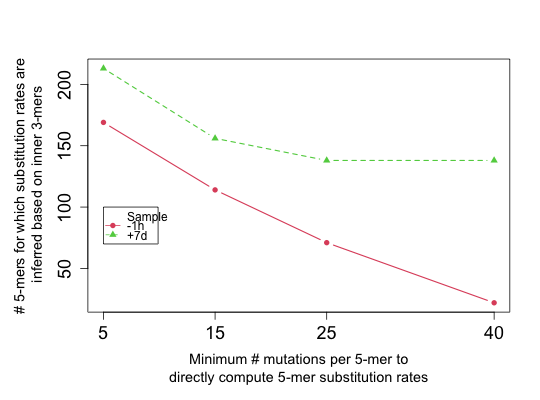 # 5-mers for which substitution rates are
inferred based on inner 3-mers
200
150
100
50
Sample
-1h
+7d
5 15 25 40
Minimum # mutations per 5-mer to
directly compute 5-mer substitution rates